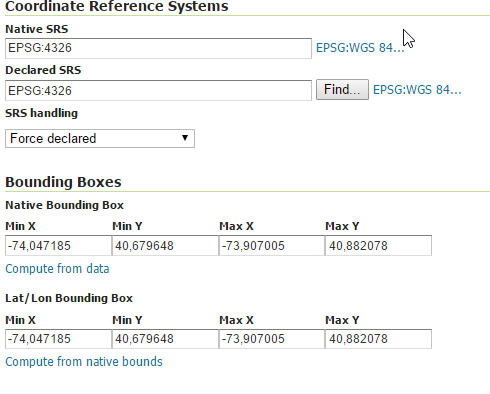 Coordinate Reference Systems
Native SRS
EPSG:4326 EPSG:WGS 84...
Declared SRS
EPSG:4326 Find... EPSG:WGS 84...
SRS handling
Force declared
Bounding Boxes
Native Bounding Box
Min X Min Y Max X Max Y
-74,047185 40,679648 -73,907005 40,882078
Compute from data
Lat/Lon Bounding Box
Min X Min Y Max X Max Y
-74,047185 40,679648 -73,907005 40,882078
Compute from native bounds